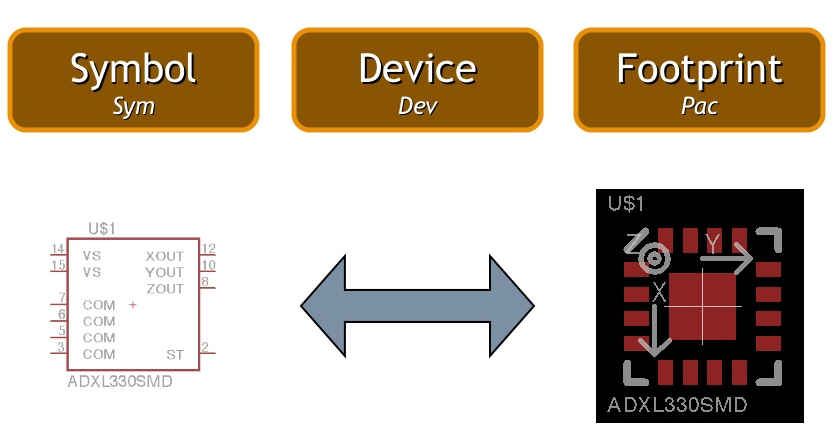 Symbol
Sym
Device
Dev
Footprint
Pac
U$1
14 VS XOUT 12
15 VS YOUT 10
ZOUT 8
7 COM
6 COM
5 COM
3 COM ST 2
ADXL330SMD
U$1
Z Y
X
ADXL330SMD